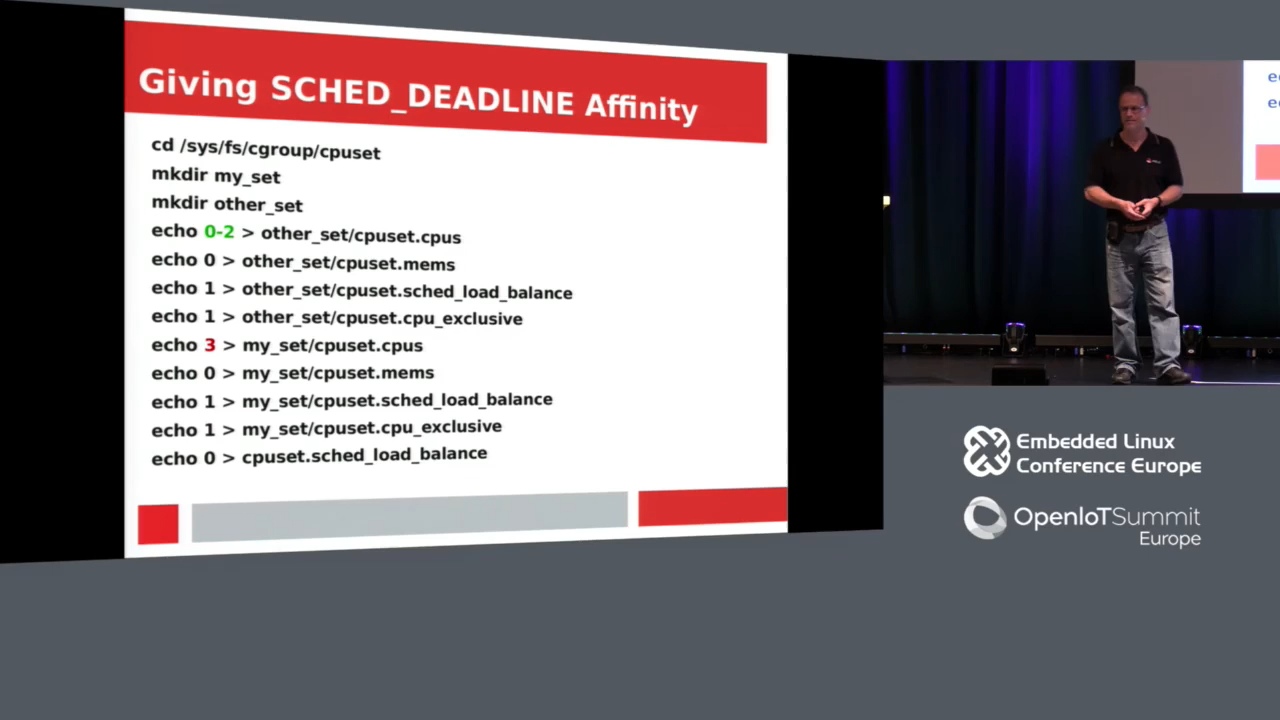 Giving SCHED_DEADLINE Affinity
cd /sys/fs/cgroup/cpuset
mkdir my_set
mkdir other_set
echo 0-2 > other_set/cpuset.cpus
echo 0 > other_set/cpuset.mems
echo 1 > other_set/cpuset.sched_load_balance
echo 1 > other_set/cpuset.cpu_exclusive
echo 3 > my_set/cpuset.cpus
echo 0 > my_set/cpuset.mems
echo 1 > my_set/cpuset.sched_load_balance
echo 1 > my_set/cpuset.cpu_exclusive
echo 0 > cpuset.sched_load_balance
Embedded Linux
Conference Europe
OpenIoTSummit
Europe